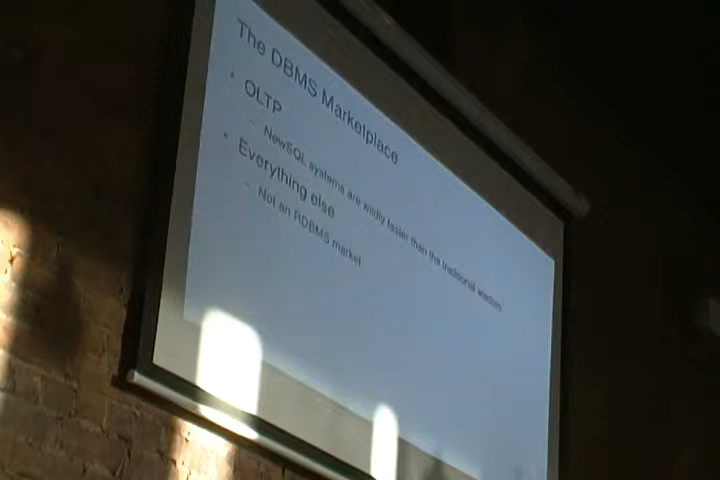 The DBMS Marketplace
• OLTP
– NewSQL systems are wildly faster than the traditional wisdom
• Everything else
– Not an RDBMS market